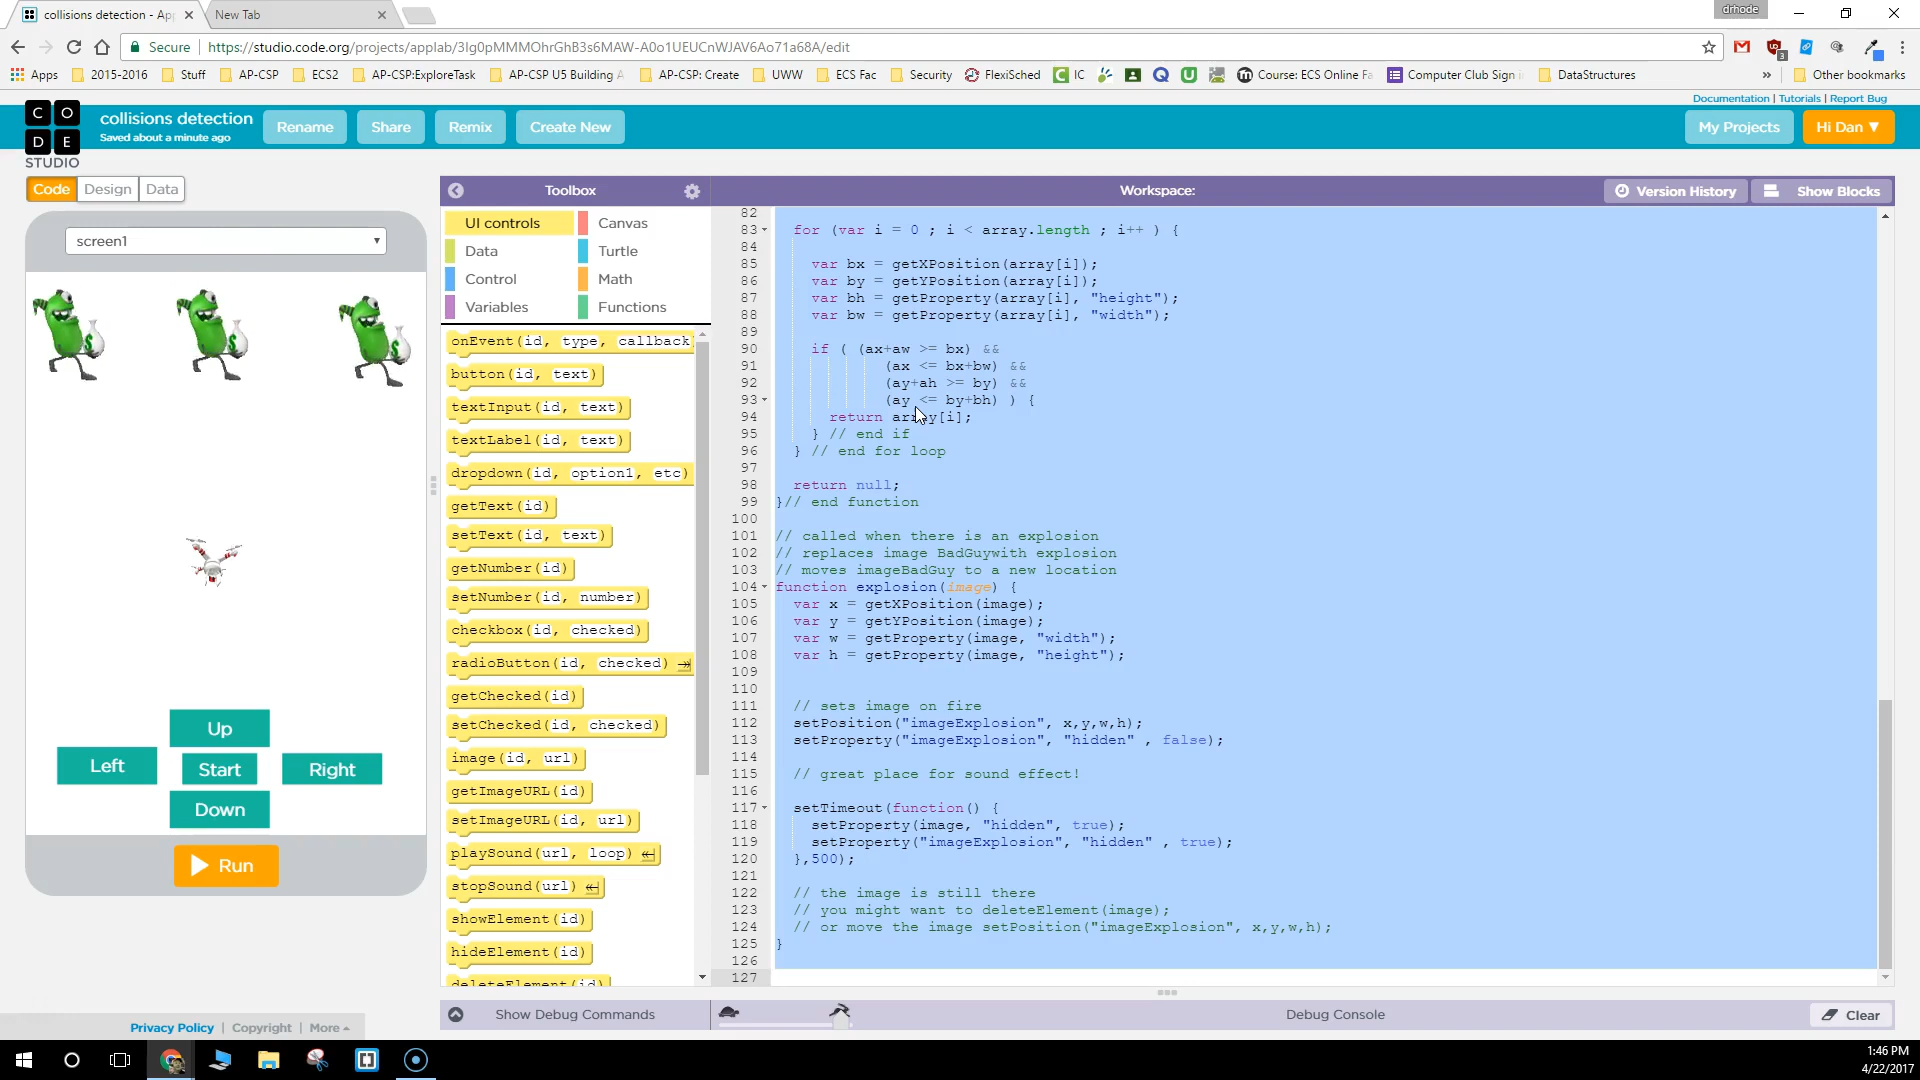 collisions detection - App
New Tab
drhode
Secure
https://studio.code.org/projects/applab/3Ig0pMMMOhrGhB3s6MAW-A0o1UEUCnWJAV6Ao71a68A/edit
Apps
2015-2016
Stuff
AP-CSP
ECS2
AP-CSP:ExploreTask
AP-CSP U5 Building A
AP-CSP: Create
UWW
ECS Fac
Security
FlexiSched
IC
Course: ECS Online Fa
Computer Club Sign i
DataStructures
»
Other bookmarks
Documentation | Tutorials | Report Bug
C O
D E
STUDIO
collisions detection
Saved about a minute ago
Rename
Share
Remix
Create New
My Projects
Hi Dan ▼
Code
Design
Data
screen1
Up
Left
Start
Right
Down
Run
Privacy Policy | Copyright | More
Toolbox
UI controls
Canvas
Data
Turtle
Control
Math
Variables
Functions
onEvent(id, type, callback)
button(id, text)
textInput(id, text)
textLabel(id, text)
dropdown(id, option1, etc)
getText(id)
setText(id, text)
getNumber(id)
setNumber(id, number)
checkbox(id, checked)
radioButton(id, checked)
getChecked(id)
setChecked(id, checked)
image(id, url)
getImageURL(id)
setImageURL(id, url)
playSound(url, loop)
stopSound(url)
showElement(id)
hideElement(id)
deleteElement(id)
Workspace:
Version History
Show Blocks
82
83 for (var i = 0 ; i < array.length ; i++ ) {
84
85 var bx = getXPosition(array[i]);
86 var by = getYPosition(array[i]);
87 var bh = getProperty(array[i], "height");
88 var bw = getProperty(array[i], "width");
89
90 if ( (ax+aw >= bx) &&
91 (ax <= bx+bw) &&
92 (ay+ah >= by) &&
93 (ay <= by+bh) ) {
94 return array[i];
95 } // end if
96 } // end for loop
97
98 return null;
99 }// end function
100
101 // called when there is an explosion
102 // replaces image BadGuywith explosion
103 // moves imageBadGuy to a new location
104 function explosion(image) {
105 var x = getXPosition(image);
106 var y = getYPosition(image);
107 var w = getProperty(image, "width");
108 var h = getProperty(image, "height");
109
110
111 // sets image on fire
112 setPosition("imageExplosion", x,y,w,h);
113 setProperty("imageExplosion", "hidden" , false);
114
115 // great place for sound effect!
116
117 setTimeout(function() {
118 setProperty(image, "hidden", true);
119 setProperty("imageExplosion", "hidden" , true);
120 },500);
121
122 // the image is still there
123 // you might want to deleteElement(image);
124 // or move the image setPosition("imageExplosion", x,y,w,h);
125 }
126
127
Show Debug Commands
Debug Console
Clear
1:46 PM
4/22/2017